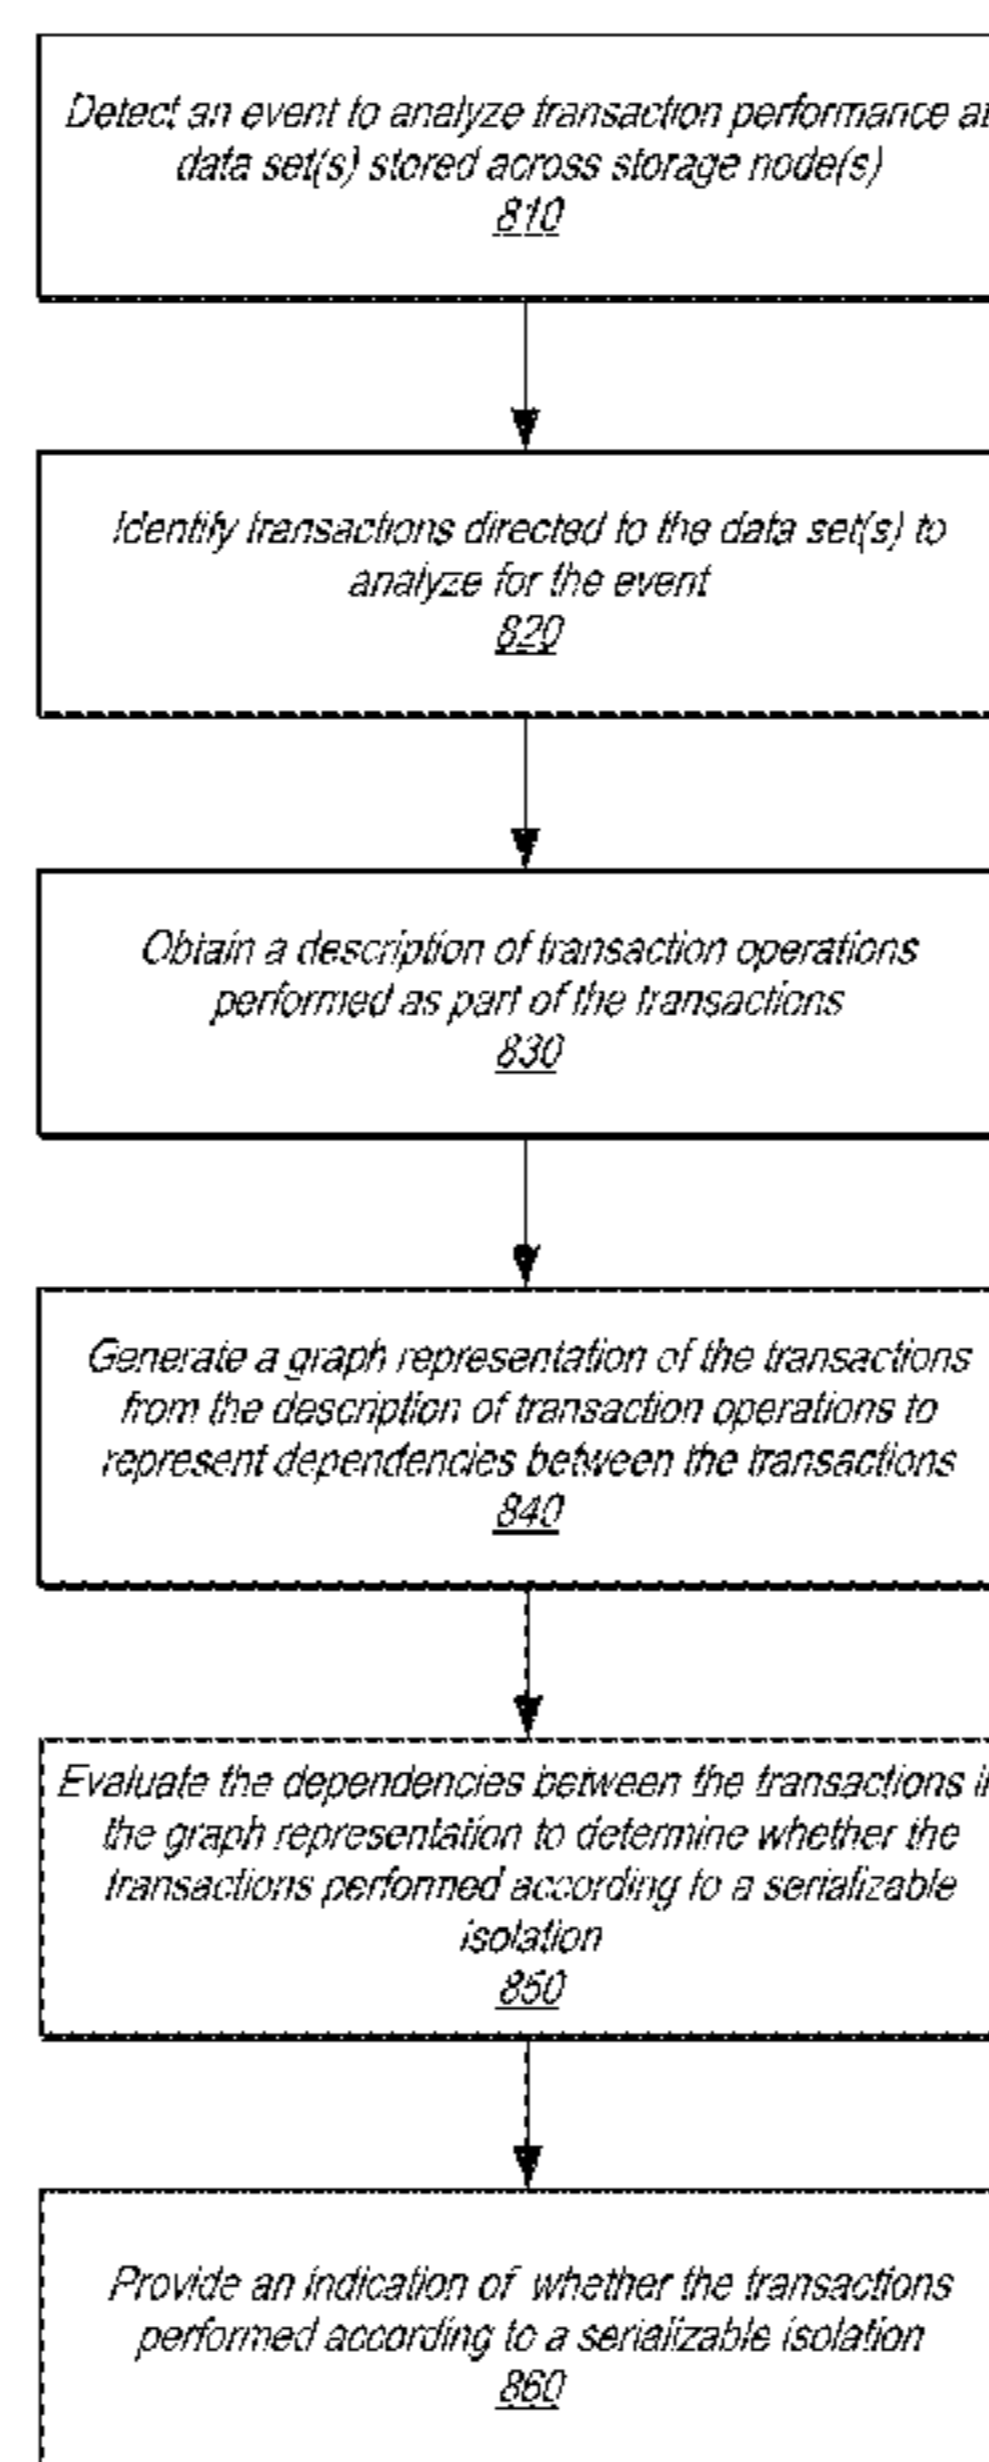 Detect an event to analyze transaction performance at
data set(s) stored across storage node(s)
810
Identify transactions directed to the data set(s) to
analyze for the event
820
Obtain a description of transaction operations
performed as part of the transactions
830
Generate a graph representation of the transactions
from the description of transaction operations to
represent dependencies between the transactions
840
Evaluate the dependencies between the transactions in
the graph representation to determine whether the
transactions performed according to a serializable
isolation
850
Provide an indication of whether the transactions
performed according to a serializable isolation
860